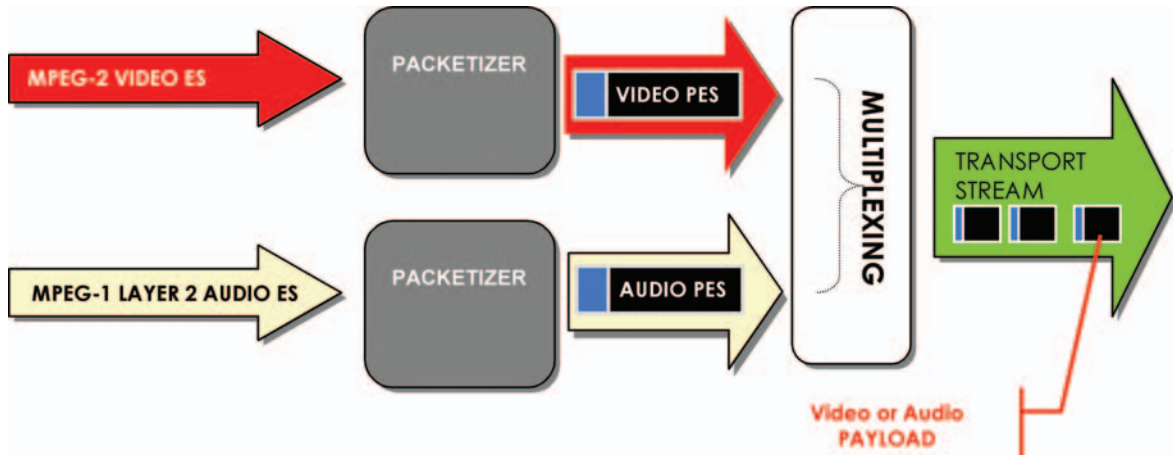 MPEG-2 VIDEO ES
PACKETIZER
VIDEO PES
MULTIPLEXING
TRANSPORT
STREAM
MPEG-1 LAYER 2 AUDIO ES
PACKETIZER
AUDIO PES
Video or Audio
PAYLOAD